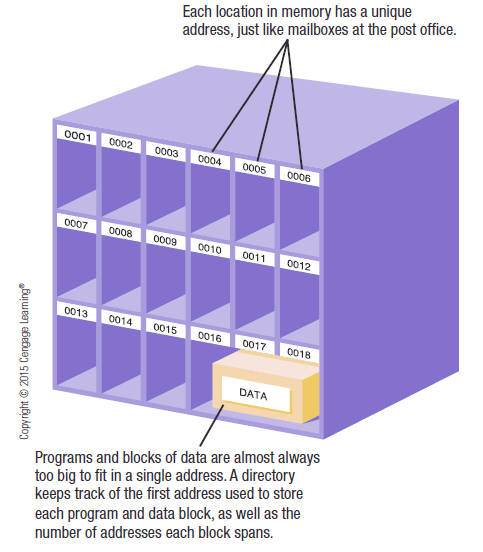 Each location in memory has a unique
address, just like mailboxes at the post office.
0001 0002 0003 0004 0005 0006
0007 0008 0009 0010 0011 0012
0013 0014 0015 0016 0017 0018
DATA
Copyright © 2015 Cengage Learning®
Programs and blocks of data are almost always
too big to fit in a single address. A directory
keeps track of the first address used to store
each program and data block, as well as the
number of addresses each block spans.